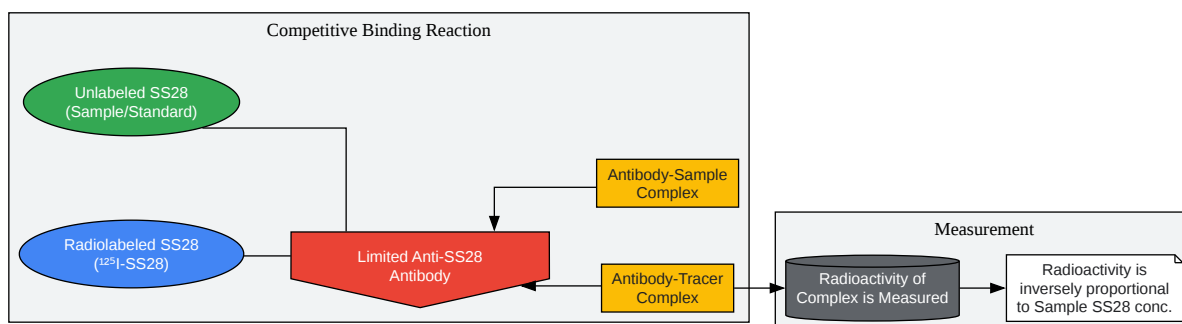 Competitive Binding Reaction
Unlabeled SS28
(Sample/Standard)
Antibody-Sample
Complex
Radiolabeled SS28
(¹²⁵I-SS28)
Limited Anti-SS28
Antibody
Antibody-Tracer
Complex
Measurement
Radioactivity of
Complex is Measured
Radioactivity is
inversely proportional
to Sample SS28 conc.